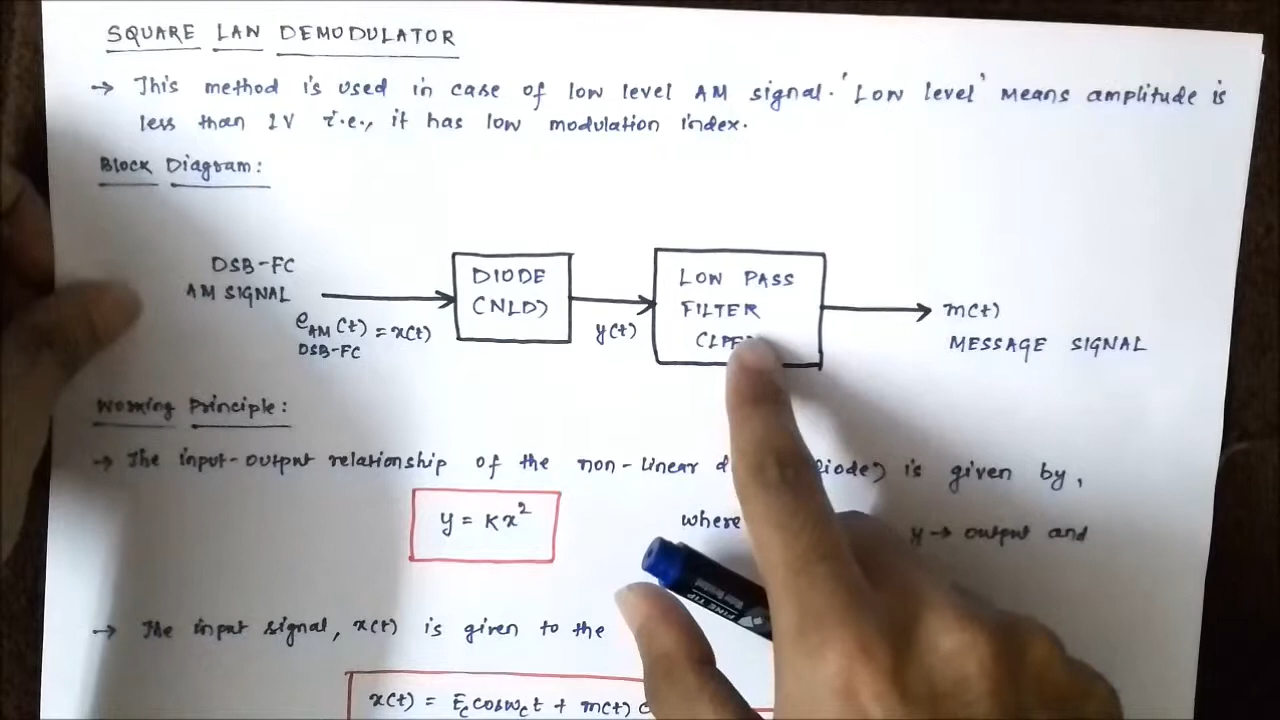 SQUARE LAW DEMODULATOR
→ This method is used in case of low level AM signal. 'Low level' means amplitude is
less than 1V i.e., it has low modulation index.
Block Diagram:
DSB-FC
AM SIGNAL
e_AM(t) = x(t)
DSB-FC
DIODE
(NLD)
y(t)
LOW PASS
FILTER
m(t)
MESSAGE SIGNAL
Working Principle:
→ The input-output relationship of the non-linear is given by,
y = Kx²
where y → output and
→ The input signal, x(t) is given to the
x(t) = E_c cosω_c t + m(t)
FINE TIP